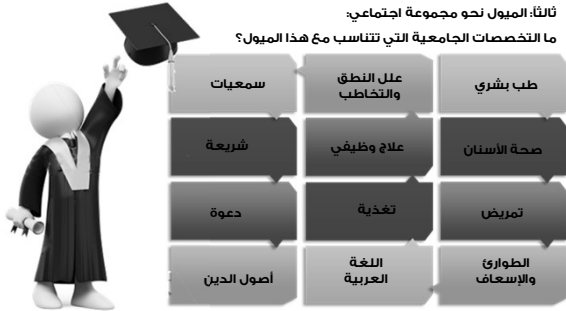 ثالثاً: الميول نحو مجموعة اجتماعي:
ما التخصصات الجامعية التي تتناسب مع هذا الميول؟
طب بشري
علل النطق
والتخاطب
سمعيات
صحة الأسنان
علاج وظيفي
شريعة
تمريض
تغذية
دعوة
الطوارئ
والإسعاف
اللغة
العربية
أصول الدين